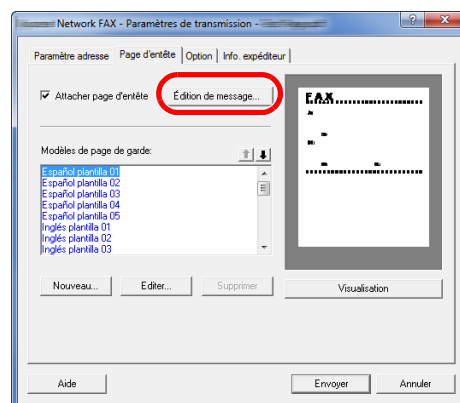 Network FAX - Paramètres de transmission -
Paramètre adresse Page d'entête Option Info. expéditeur
Attacher page d'entête Édition de message...
FAX
Modèles de page de garde:
Español plantilla 01
Español plantilla 02
Español plantilla 03
Español plantilla 04
Español plantilla 05
Inglés plantilla 01
Inglés plantilla 02
Inglés plantilla 03
Nouveau... Editer... Supprimer Visualisation
Aide Envoyer Annuler